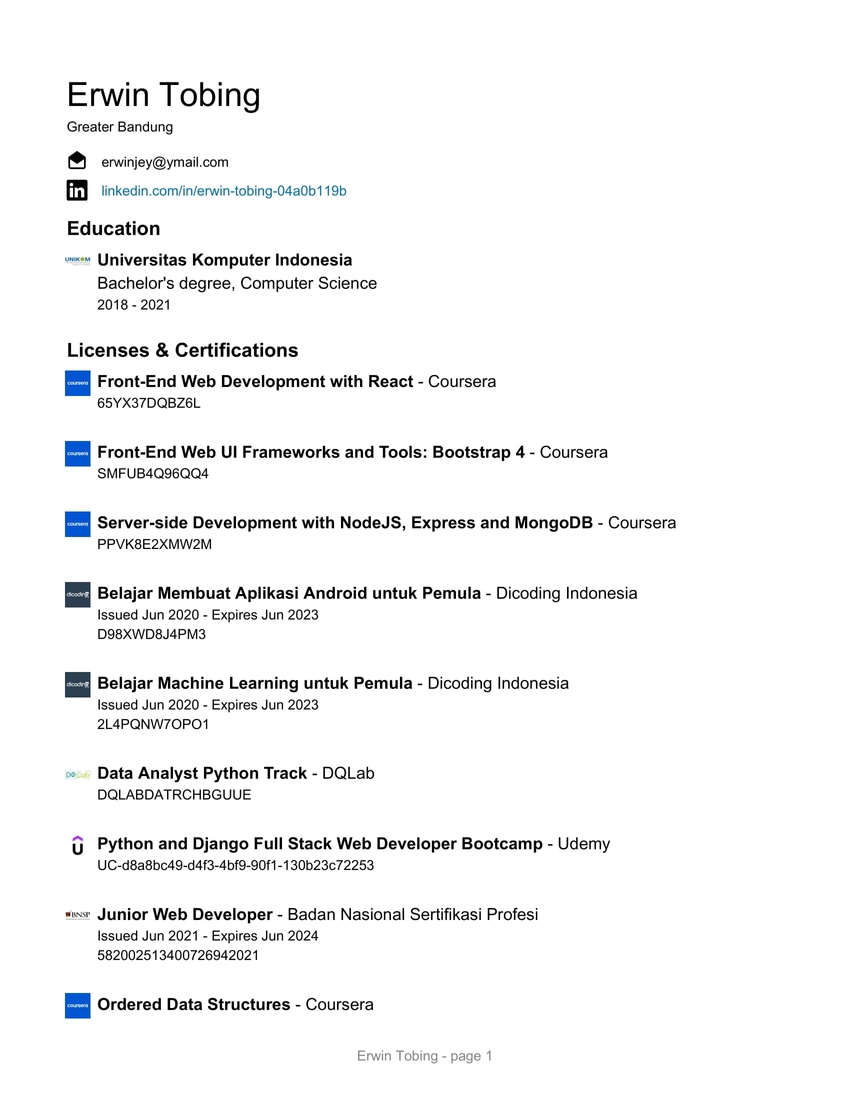 Erwin Tobing
Greater Bandung
erwinjey@ymail.com
in linkedin.com/in/erwin-tobing-04a0b119b
Education
UNIKOM Universitas Komputer Indonesia
Bachelor's degree, Computer Science
2018 - 2021
Licenses & Certifications
coursera Front-End Web Development with React - Coursera
65YX37DQBZ6L
coursera Front-End Web UI Frameworks and Tools: Bootstrap 4 - Coursera
SMFUB4Q96QQ4
coursera Server-side Development with NodeJS, Express and MongoDB - Coursera
PPVK8E2XMW2M
dicoding Belajar Membuat Aplikasi Android untuk Pemula - Dicoding Indonesia
Issued Jun 2020 - Expires Jun 2023
D98XWD8J4PM3
dicoding Belajar Machine Learning untuk Pemula - Dicoding Indonesia
Issued Jun 2020 - Expires Jun 2023
2L4PQNW7OPO1
DQLab Data Analyst Python Track - DQLab
DQLABDATRCHBGUUE
Python and Django Full Stack Web Developer Bootcamp - Udemy
UC-d8a8bc49-d4f3-4bf9-90f1-130b23c72253
BNSP Junior Web Developer - Badan Nasional Sertifikasi Profesi
Issued Jun 2021 - Expires Jun 2024
582002513400726942021
coursera Ordered Data Structures - Coursera
Erwin Tobing - page 1